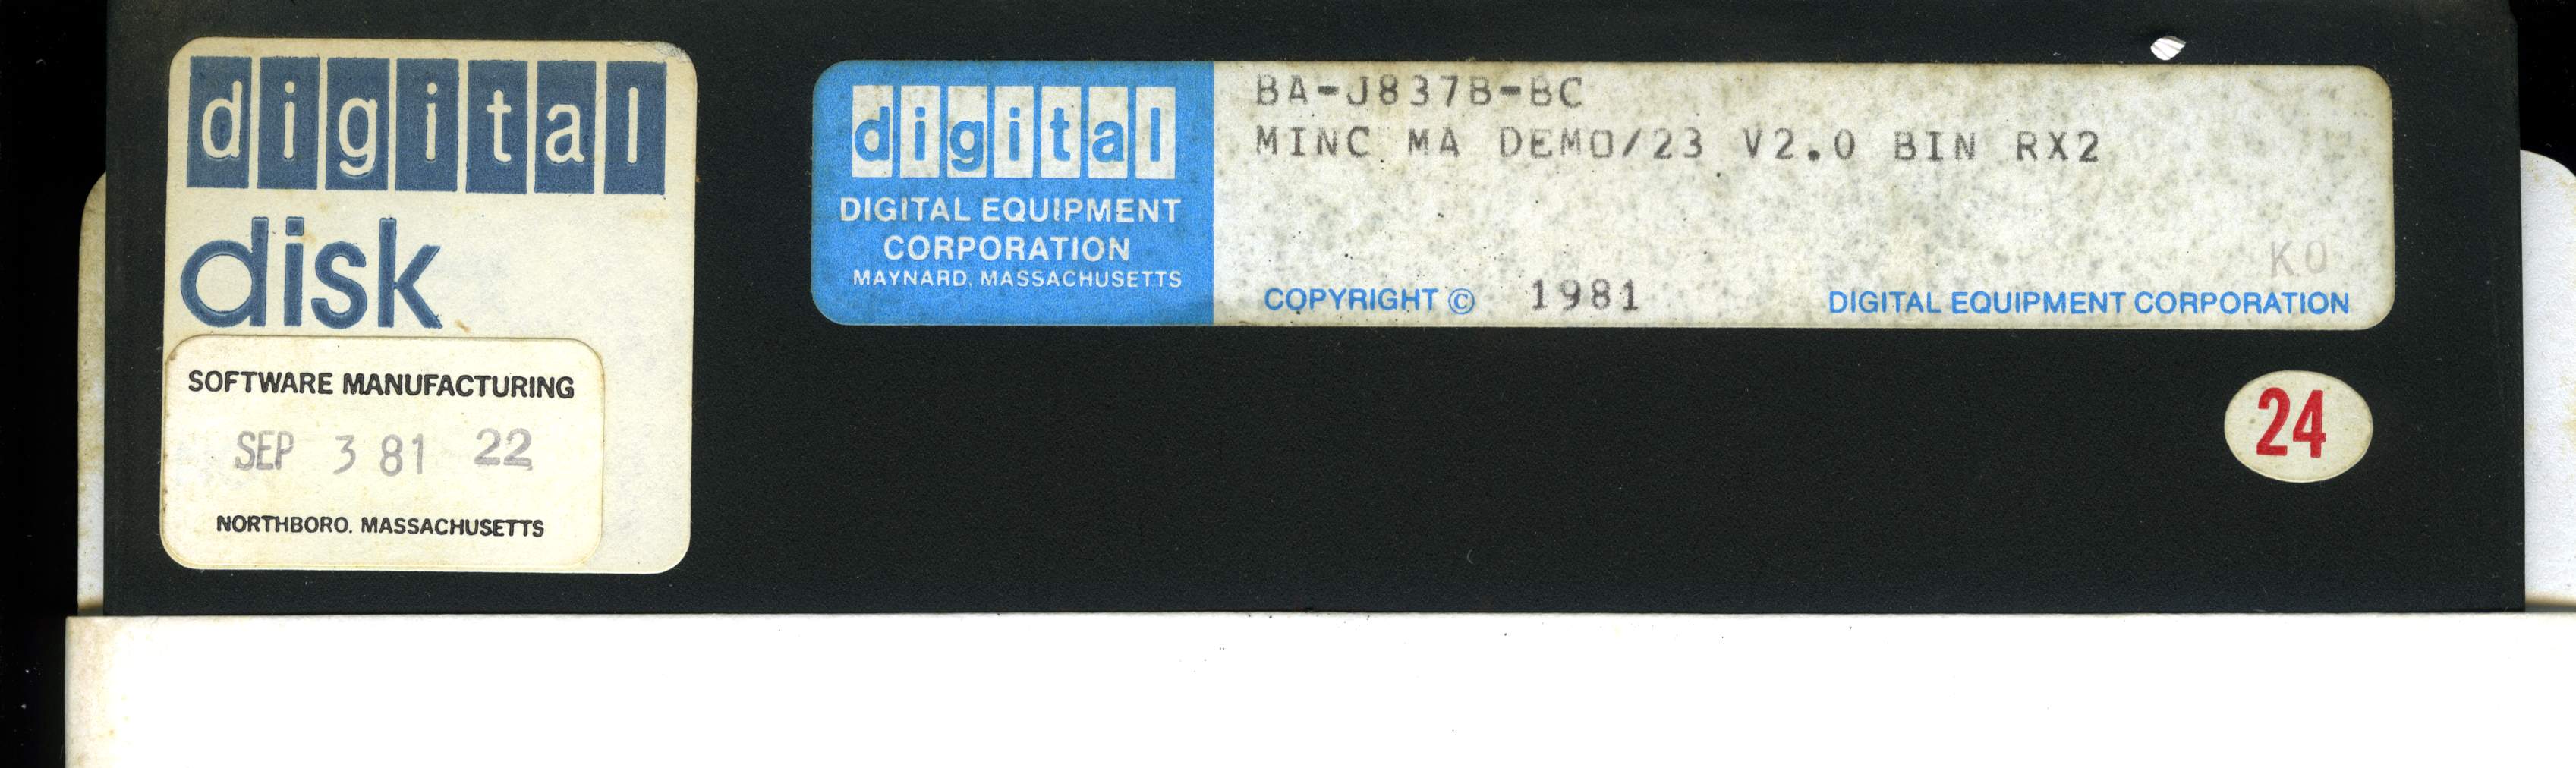 digital
disk
SOFTWARE MANUFACTURING
SEP 3 81 22
NORTHBORO. MASSACHUSETTS
digital
DIGITAL EQUIPMENT
CORPORATION
MAYNARD, MASSACHUSETTS
BA-J837B-BC
MINC MA DEMO/23 V2.0 BIN RX2
KO
COPYRIGHT © 1981 DIGITAL EQUIPMENT CORPORATION
24